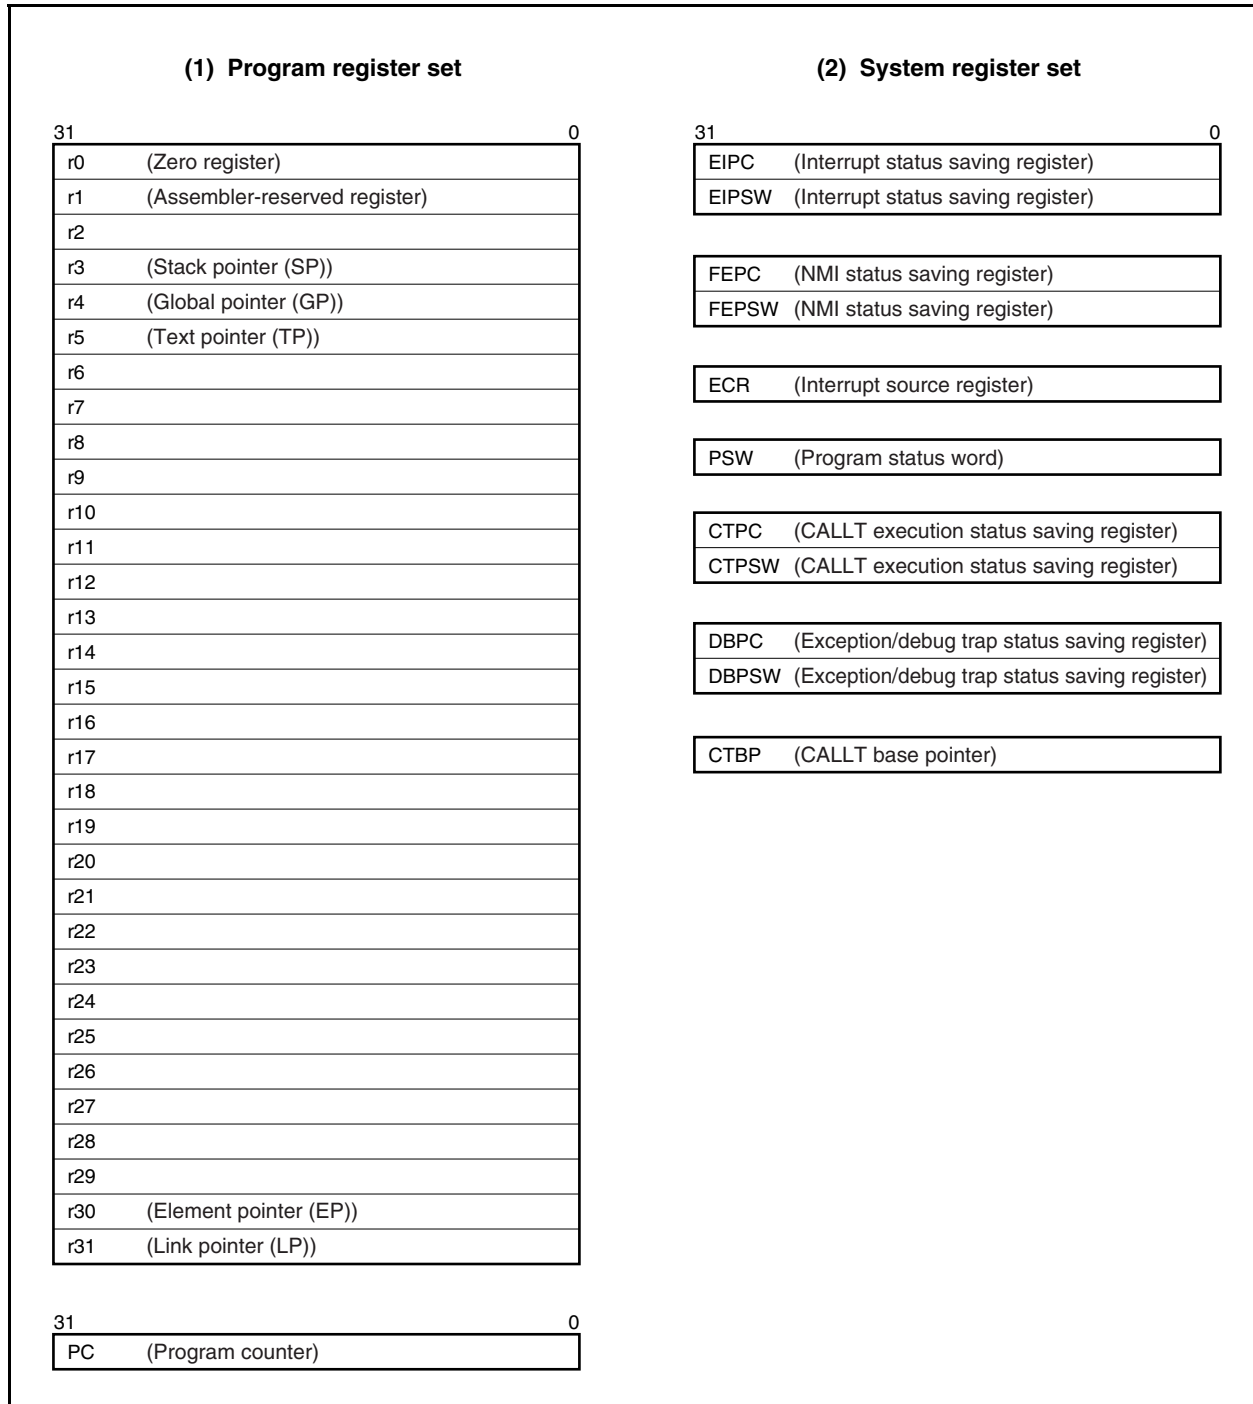 (1) Program register set
31 0
r0 (Zero register)
r1 (Assembler-reserved register)
r2
r3 (Stack pointer (SP))
r4 (Global pointer (GP))
r5 (Text pointer (TP))
r6
r7
r8
r9
r10
r11
r12
r13
r14
r15
r16
r17
r18
r19
r20
r21
r22
r23
r24
r25
r26
r27
r28
r29
r30 (Element pointer (EP))
r31 (Link pointer (LP))
31 0
PC (Program counter)
(2) System register set
31 0
EIPC (Interrupt status saving register)
EIPSW (Interrupt status saving register)
FEPC (NMI status saving register)
FEPSW (NMI status saving register)
ECR (Interrupt source register)
PSW (Program status word)
CTPC (CALLT execution status saving register)
CTPSW (CALLT execution status saving register)
DBPC (Exception/debug trap status saving register)
DBPSW (Exception/debug trap status saving register)
CTBP (CALLT base pointer)